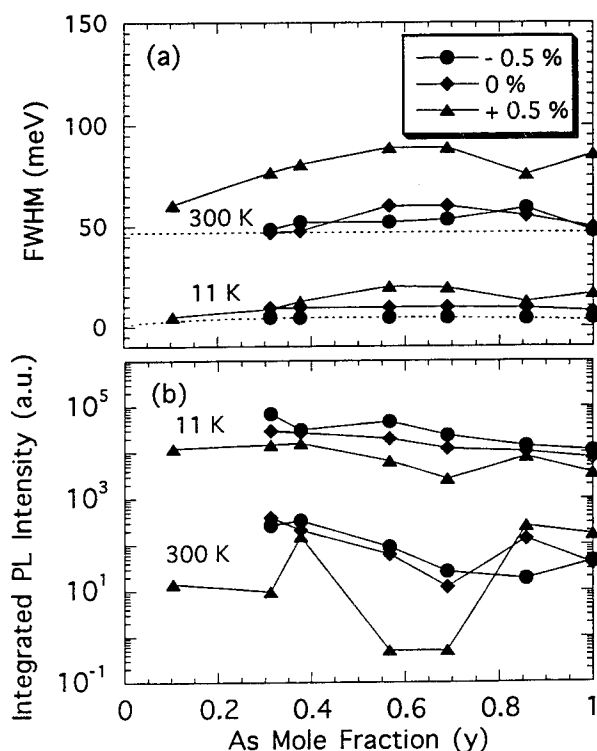 (a)
- 0.5 %
0 %
+ 0.5 %
150
100
50
0
FWHM (meV)
300 K
11 K
(b)
11 K
300 K
10^5
10^3
10^1
10^-1
Integrated PL Intensity (a.u.)
0 0.2 0.4 0.6 0.8 1
As Mole Fraction (y)